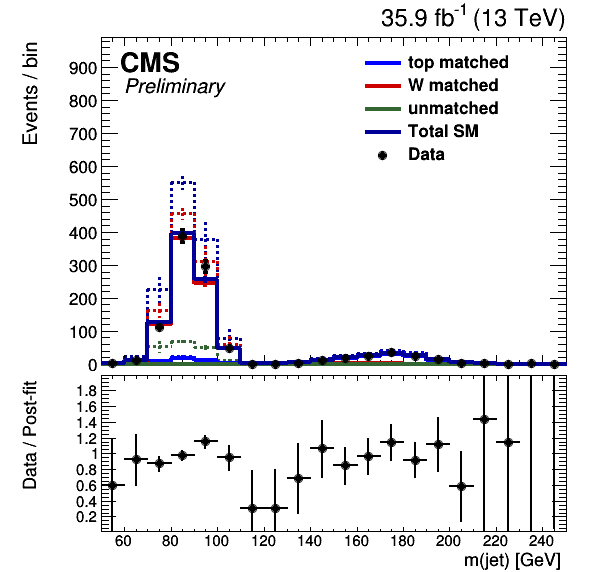 35.9 fb-1 (13 TeV)
CMS
Preliminary
top matched
W matched
unmatched
Total SM
Data
Events / bin
900
800
700
600
500
400
300
200
100
0
Data / Post-fit
1.8
1.6
1.4
1.2
1
0.8
0.6
0.4
0.2
60 80 100 120 140 160 180 200 220 240
m(jet) [GeV]